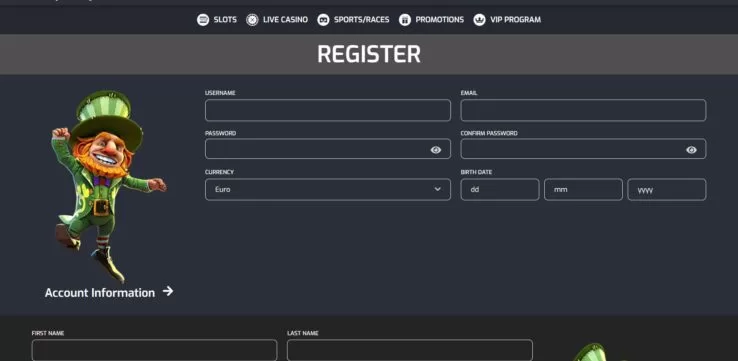 SLOTS LIVE CASINO SPORTS/RACES PROMOTIONS VIP PROGRAM
REGISTER
USERNAME EMAIL
PASSWORD CONFIRM PASSWORD
CURRENCY BIRTH DATE
Euro dd mm yyyy
Account Information
FIRST NAME LAST NAME